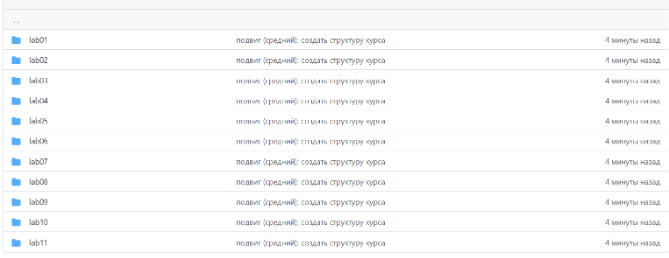 ..
lab01 подвиг (средний): создать структуру курса 4 минуты назад
lab02 подвиг (средний): создать структуру курса 4 минуты назад
lab03 подвиг (средний): создать структуру курса 4 минуты назад
lab04 подвиг (средний): создать структуру курса 4 минуты назад
lab05 подвиг (средний): создать структуру курса 4 минуты назад
lab06 подвиг (средний): создать структуру курса 4 минуты назад
lab07 подвиг (средний): создать структуру курса 4 минуты назад
lab08 подвиг (средний): создать структуру курса 4 минуты назад
lab09 подвиг (средний): создать структуру курса 4 минуты назад
lab10 подвиг (средний): создать структуру курса 4 минуты назад
lab11 подвиг (средний): создать структуру курса 4 минуты назад